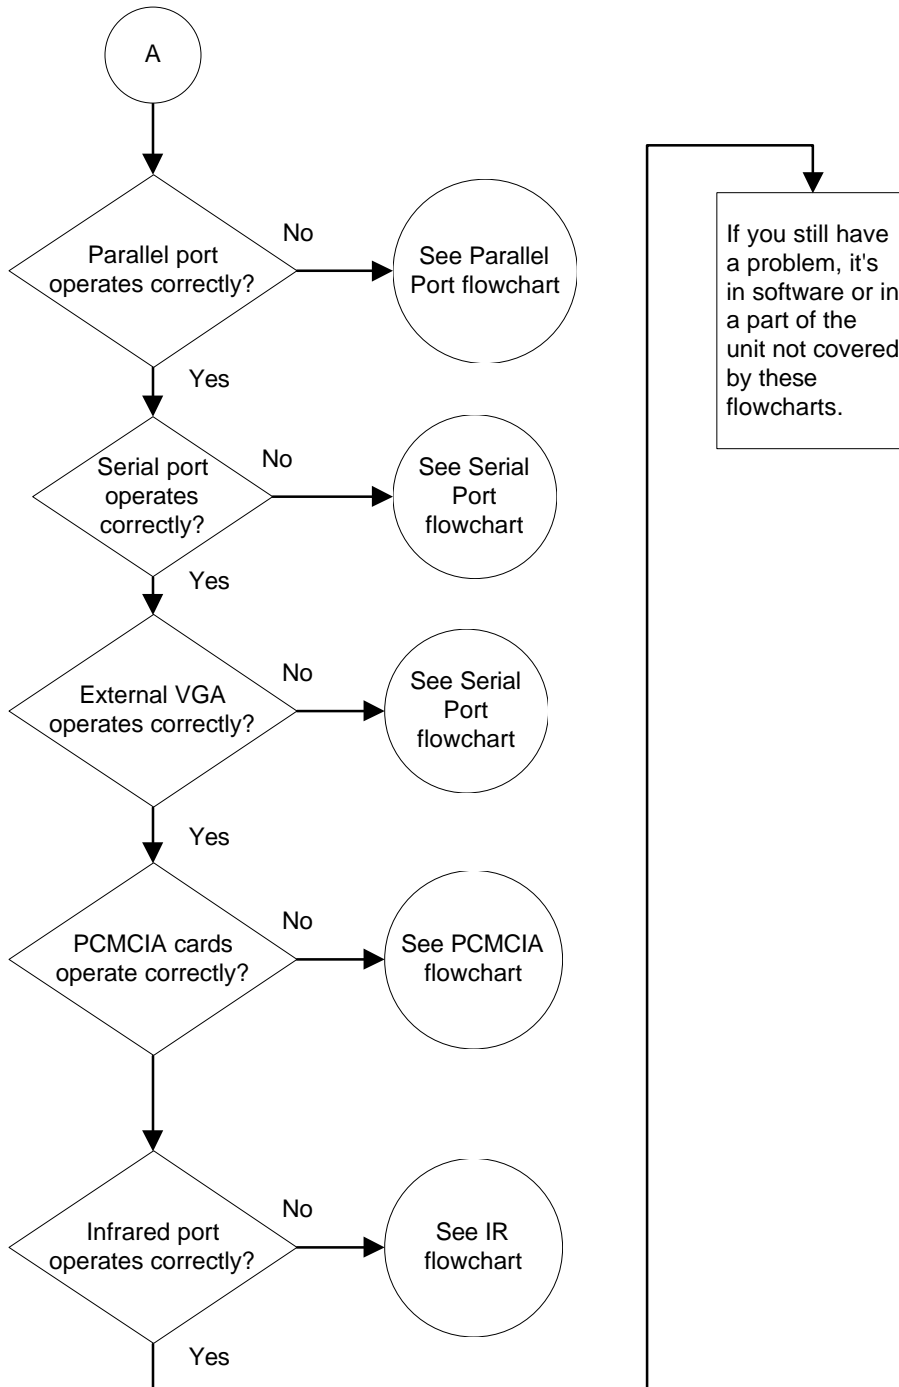 A
Parallel port
operates correctly?
No
See Parallel
Port flowchart
Yes
Serial port
operates
correctly?
No
See Serial
Port
flowchart
Yes
External VGA
operates correctly?
No
See Serial
Port
flowchart
Yes
PCMCIA cards
operate correctly?
No
See PCMCIA
flowchart
Infrared port
operates correctly?
No
See IR
flowchart
Yes
If you still have
a problem, it's
in software or in
a part of the
unit not covered
by these
flowcharts.